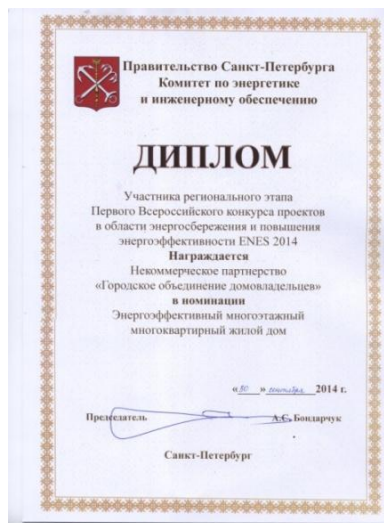 Правительство Санкт-Петербурга
Комитет по энергетике
и инженерному обеспечению
ДИПЛОМ
Участника регионального этапа
Первого Всероссийского конкурса проектов
в области энергосбережения и повышения
энергоэффективности ENES 2014
Награждается
Некоммерческое партнерство
«Городское объединение домовладельцев»
в номинации
Энергоэффективный многоэтажный
многоквартирный жилой дом
«30» сентября 2014 г.
Председатель А.С. Бондарчук
Санкт-Петербург